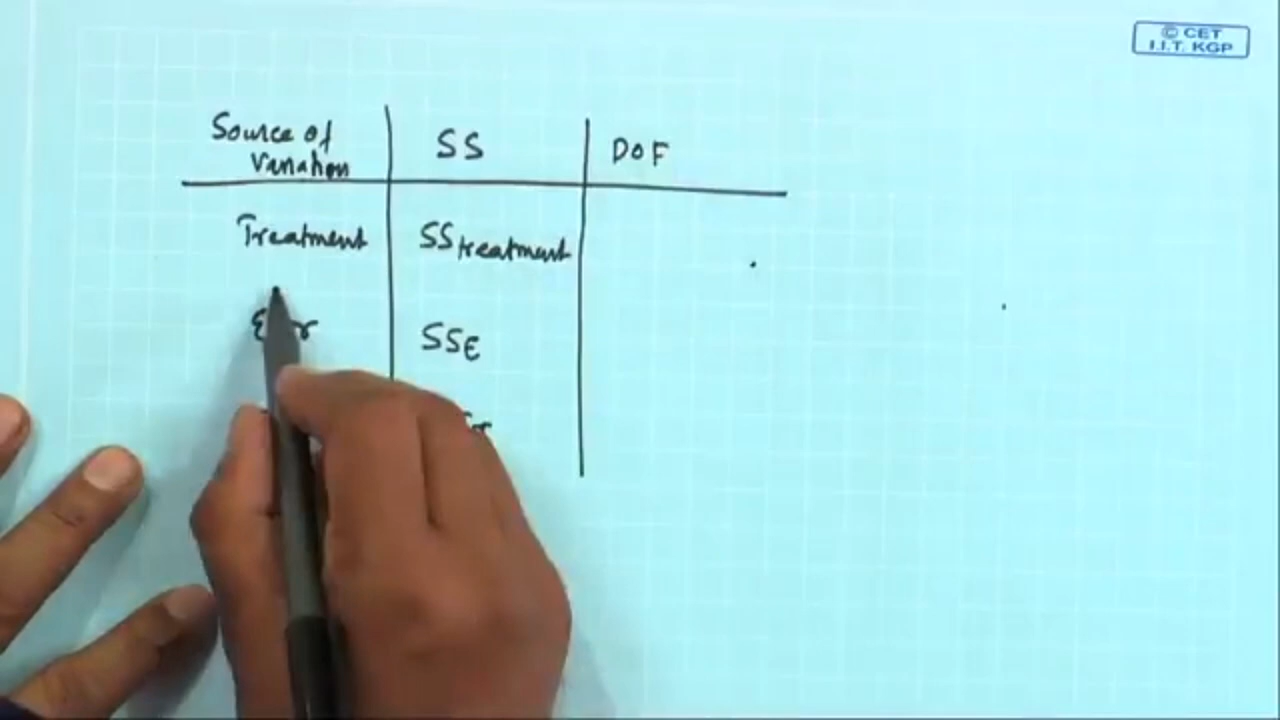 © CET
I.I.T. KGP
Source of Variation SS DOF
Treatment SStreatment
SSE